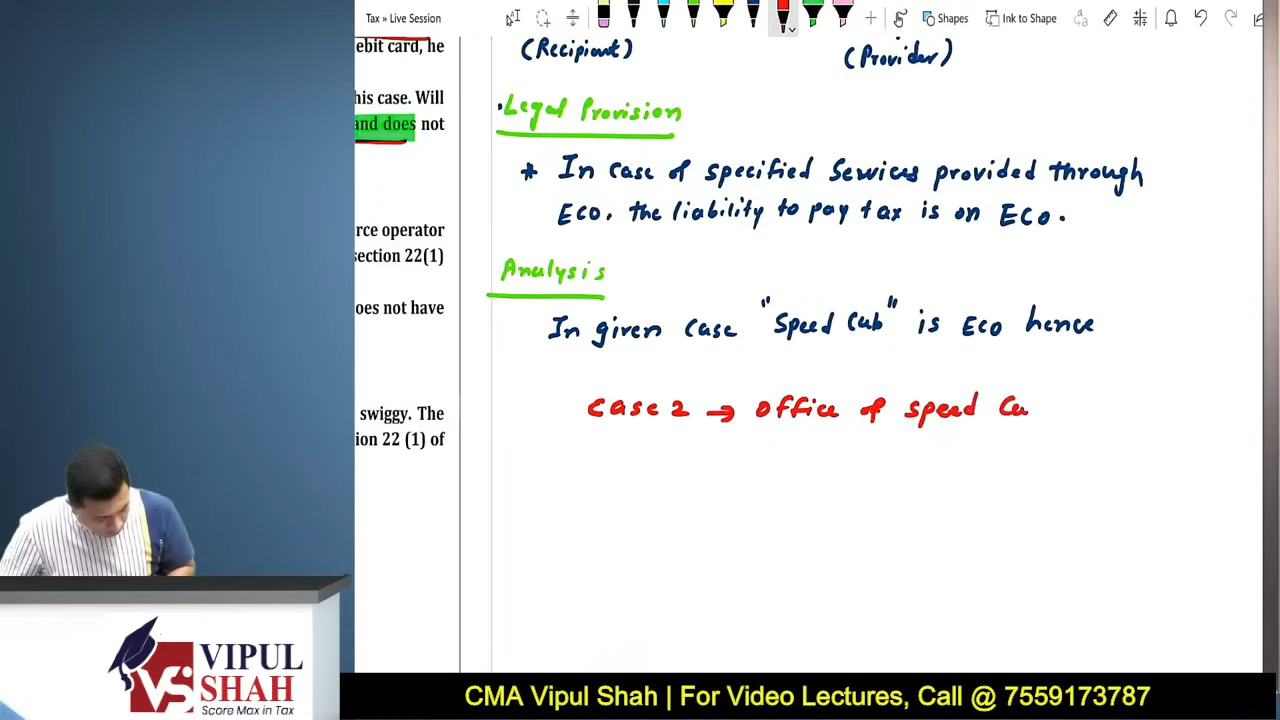 Tax » Live Session
Shapes
Ink to Shape
ebit card, he
his case. Will
and does not
rce operator
section 22(1)
oes not have
swiggy. The
ion 22 (1) of
(Recipient)
(Provider)
Legal Provision
* In case of specified Services provided through
ECO. the liability to pay tax is on ECO.
Analysis
In given case "Speed Cab" is Eco hence
Case 2 → Office of speed Ca
VIPUL
SHAH
Score Max in Tax
VS
CMA Vipul Shah | For Video Lectures, Call @ 7559173787